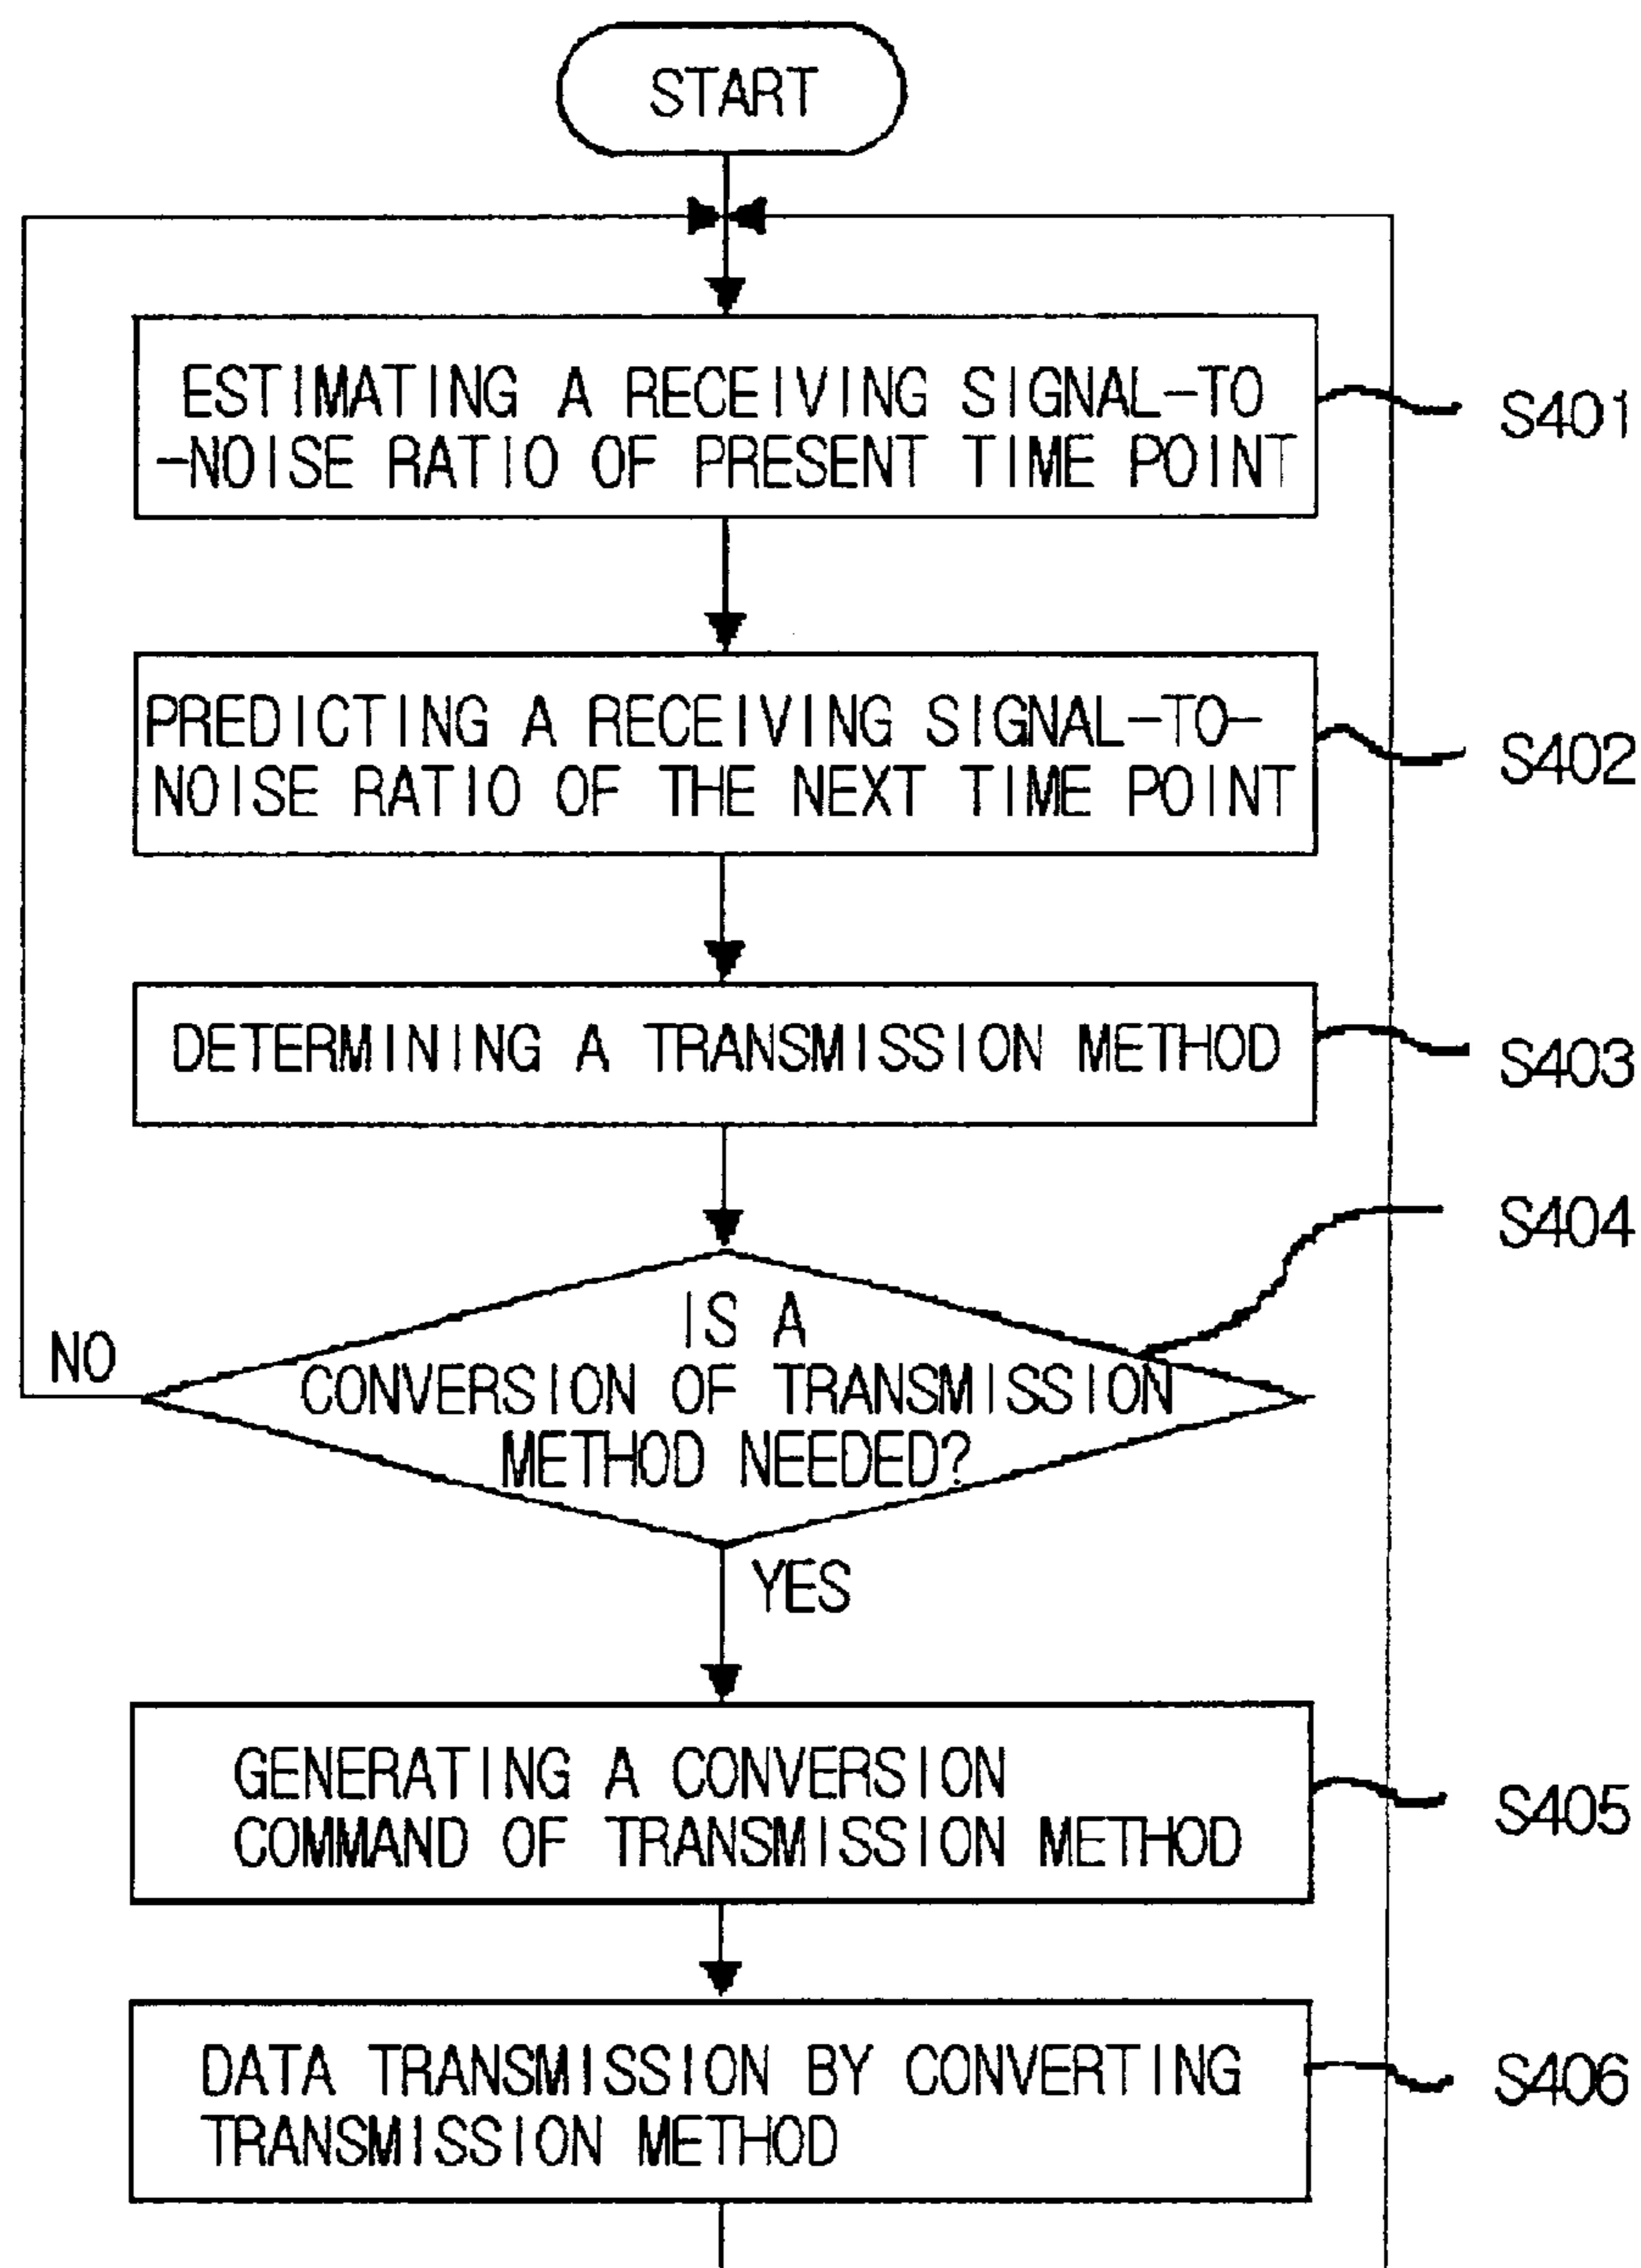 START
ESTIMATING A RECEIVING SIGNAL-TO
-NOISE RATIO OF PRESENT TIME POINT
S401
PREDICTING A RECEIVING SIGNAL-TO-
NOISE RATIO OF THE NEXT TIME POINT
S402
DETERMINING A TRANSMISSION METHOD
S403
S404
IS A
CONVERSION OF TRANSMISSION
METHOD NEEDED?
NO
YES
GENERATING A CONVERSION
COMMAND OF TRANSMISSION METHOD
S405
DATA TRANSMISSION BY CONVERTING
TRANSMISSION METHOD
S406